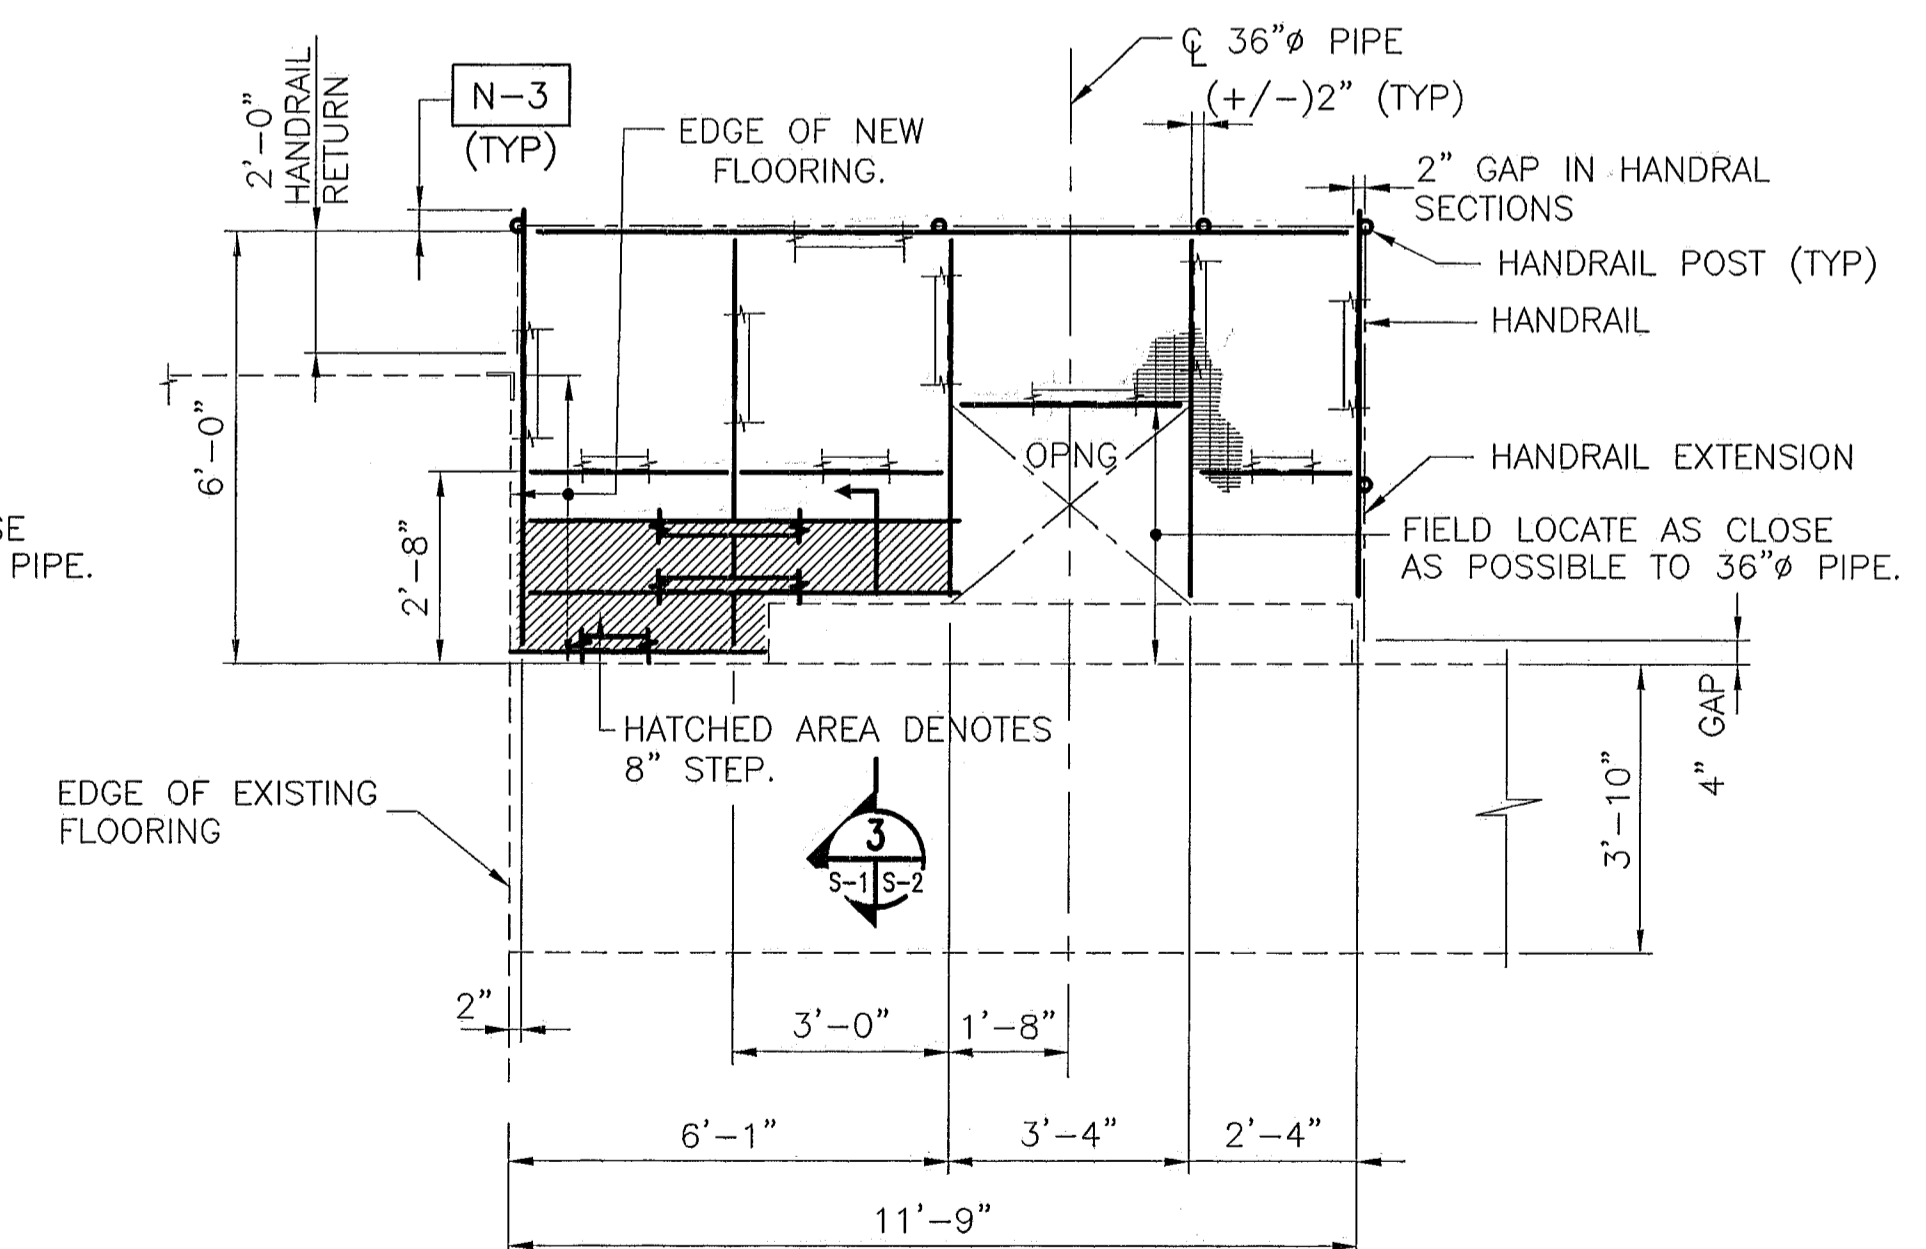 ℄ 36”ø PIPE
(+/-)2” (TYP)
2’-0”
HANDRAIL
RETURN
N-3
(TYP)
EDGE OF NEW
FLOORING.
2” GAP IN HANDRAL
SECTIONS
HANDRAIL POST (TYP)
HANDRAIL
6’-0”
OPNG
HANDRAIL EXTENSION
SE
PIPE.
2’-8”
FIELD LOCATE AS CLOSE
AS POSSIBLE TO 36”ø PIPE.
HATCHED AREA DENOTES
8” STEP.
4” GAP
EDGE OF EXISTING
FLOORING
3’-10”
3
S-1 S-2
2”
3’-0”
1’-8”
6’-1”
3’-4”
2’-4”
11’-9”